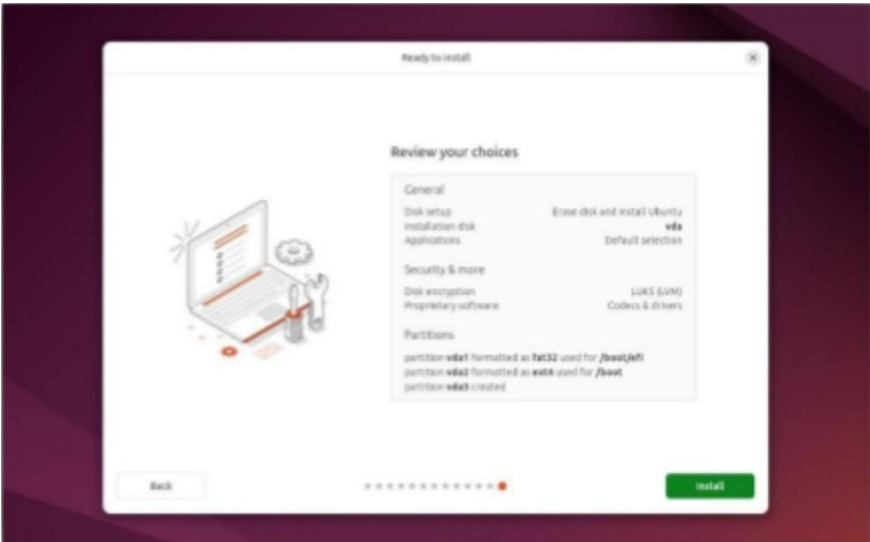 Ready to install
Review your choices
General
Disk setup Erase disk and install Ubuntu
Installation disk vda
Applications Default selection
Security & more
Disk encryption LUKS (LVM)
Proprietary software Codecs & drivers
Partitions
partition vda1 formatted as fat32 used for /boot/efi
partition vda2 formatted as ext4 used for /boot
partition vda3 created
Back
Install